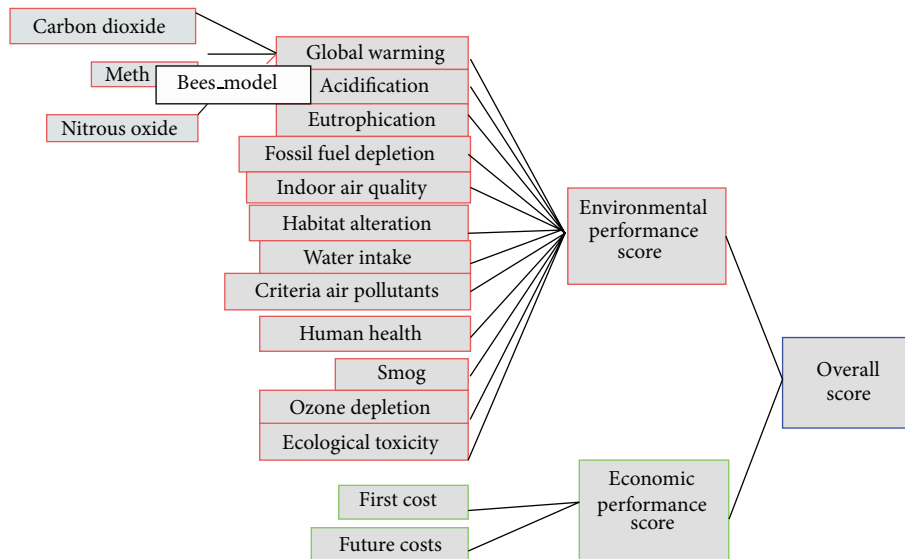 Carbon dioxide
Meth
Nitrous oxide
Bees_model
Global warming
Acidification
Eutrophication
Fossil fuel depletion
Indoor air quality
Habitat alteration
Water intake
Criteria air pollutants
Human health
Smog
Ozone depletion
Ecological toxicity
First cost
Future costs
Environmental
performance
score
Economic
performance
score
Overall
score